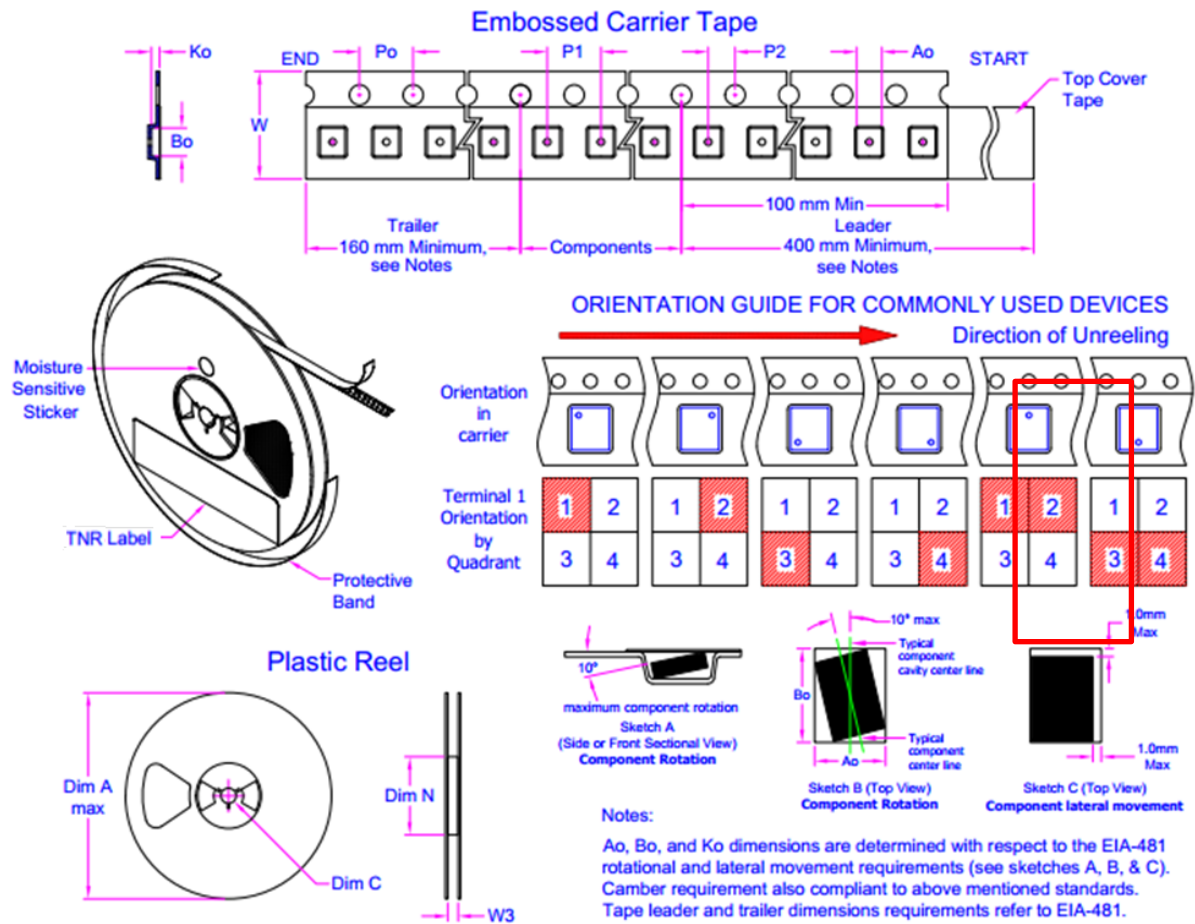 Embossed Carrier Tape
Ko
END
Po
P1
P2
Ao
START
Top Cover
Tape
W
Bo
100 mm Min
Trailer
160 mm Minimum,
see Notes
Components
Leader
400 mm Minimum,
see Notes
ORIENTATION GUIDE FOR COMMONLY USED DEVICES
Direction of Unreeling
Moisture
Sensitive
Sticker
TNR Label
Protective
Band
Orientation
in
carrier
Terminal 1
Orientation
by
Quadrant
1 2 1 2 1 2 1 2 1 2 1 2
3 4 3 4 3 4 3 4 3 4 3 4
10°
maximum component rotation
Sketch A
(Side or Front Sectional View)
Component Rotation
10° max
Typical
component
cavity center line
Bo
Typical
component
center line
Ao
Sketch B (Top View)
Component Rotation
1.0mm
Max
1.0mm
Max
Sketch C (Top View)
Component lateral movement
Plastic Reel
Dim A
max
Dim N
Dim C
W3
Notes:
Ao, Bo, and Ko dimensions are determined with respect to the EIA-481
rotational and lateral movement requirements (see sketches A, B, & C).
Camber requirement also compliant to above mentioned standards.
Tape leader and trailer dimensions requirements refer to EIA-481.